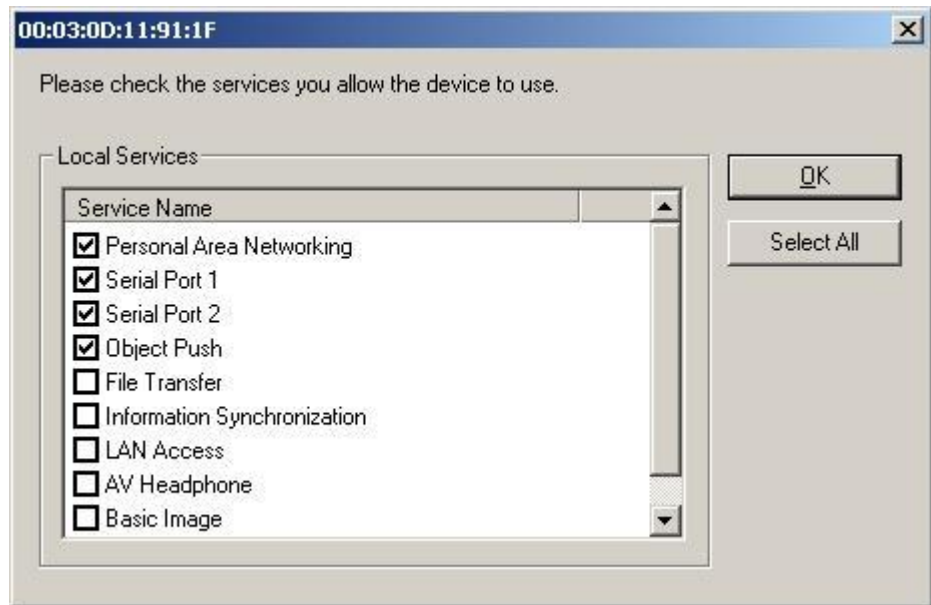 00:03:0D:11:91:1F
Please check the services you allow the device to use.
Local Services
Service Name
Personal Area Networking
Serial Port 1
Serial Port 2
Object Push
File Transfer
Information Synchronization
LAN Access
AV Headphone
Basic Image
OK
Select All